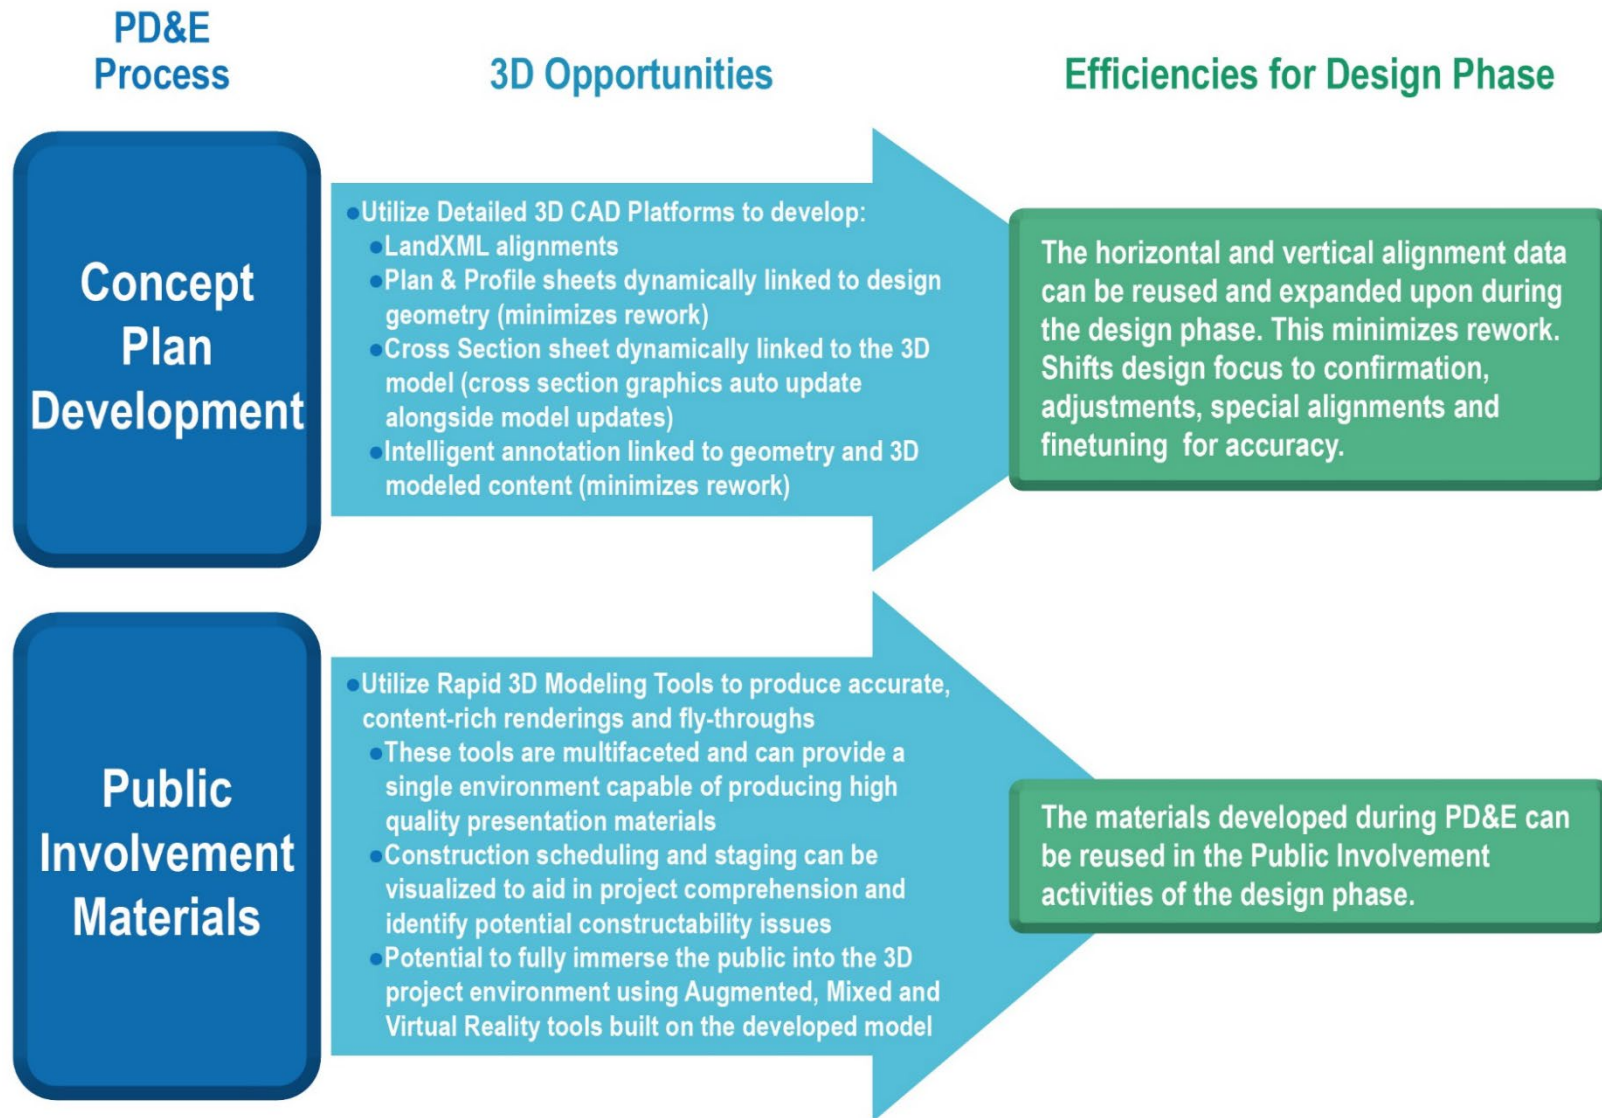 PD&E
Process
3D Opportunities
Efficiencies for Design Phase
Concept
Plan
Development
●Utilize Detailed 3D CAD Platforms to develop:
●LandXML alignments
●Plan & Profile sheets dynamically linked to design
geometry (minimizes rework)
●Cross Section sheet dynamically linked to the 3D
model (cross section graphics auto update
alongside model updates)
●Intelligent annotation linked to geometry and 3D
modeled content (minimizes rework)
The horizontal and vertical alignment data
can be reused and expanded upon during
the design phase. This minimizes rework.
Shifts design focus to confirmation,
adjustments, special alignments and
finetuning  for accuracy.
Public
Involvement
Materials
●Utilize Rapid 3D Modeling Tools to produce accurate,
content-rich renderings and fly-throughs
●These tools are multifaceted and can provide a
single environment capable of producing high
quality presentation materials
●Construction scheduling and staging can be
visualized to aid in project comprehension and
identify potential constructability issues
●Potential to fully immerse the public into the 3D
project environment using Augmented, Mixed and
Virtual Reality tools built on the developed model
The materials developed during PD&E can
be reused in the Public Involvement
activities of the design phase.